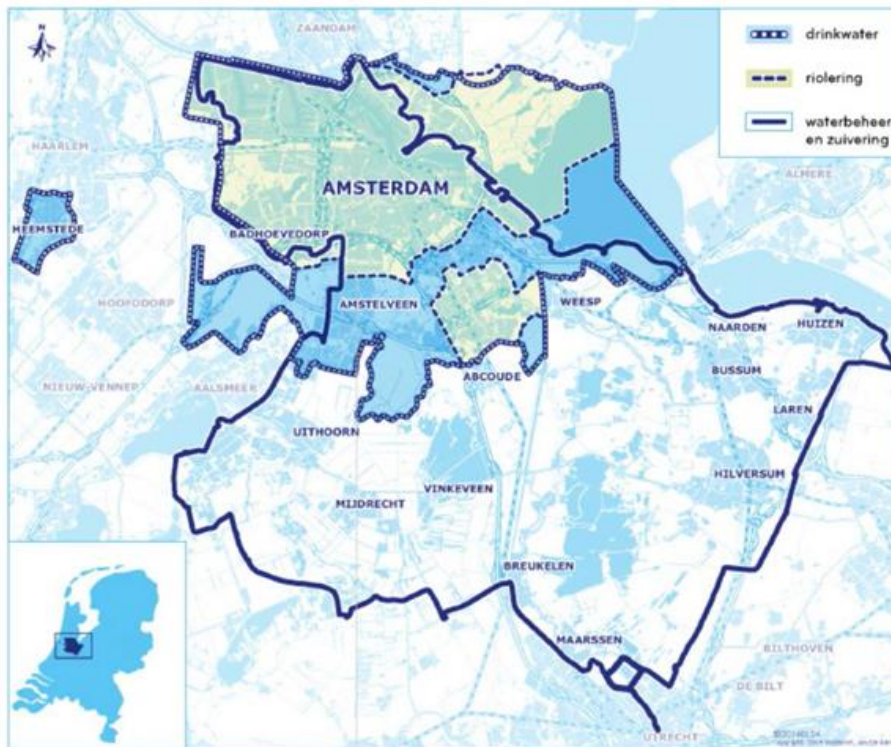 N
ZAANDAM
drinkwater
riolering
waterbeheer
en zuivering
HAARLEM
ALMERE
AMSTERDAM
HEEMSTEDE
BADHOEVEDORP
HOOFDDORP
AMSTELVEEN
WEESP
NAARDEN
HUIZEN
NIEUW-VENNEP
AALSMEER
ABCOUDE
BUSSUM
LAREN
UITHOORN
HILVERSUM
MIJDRECHT
VINKEVEEN
BREUKELEN
MAARSSEN
BILTHOVEN
DE BILT
UTRECHT